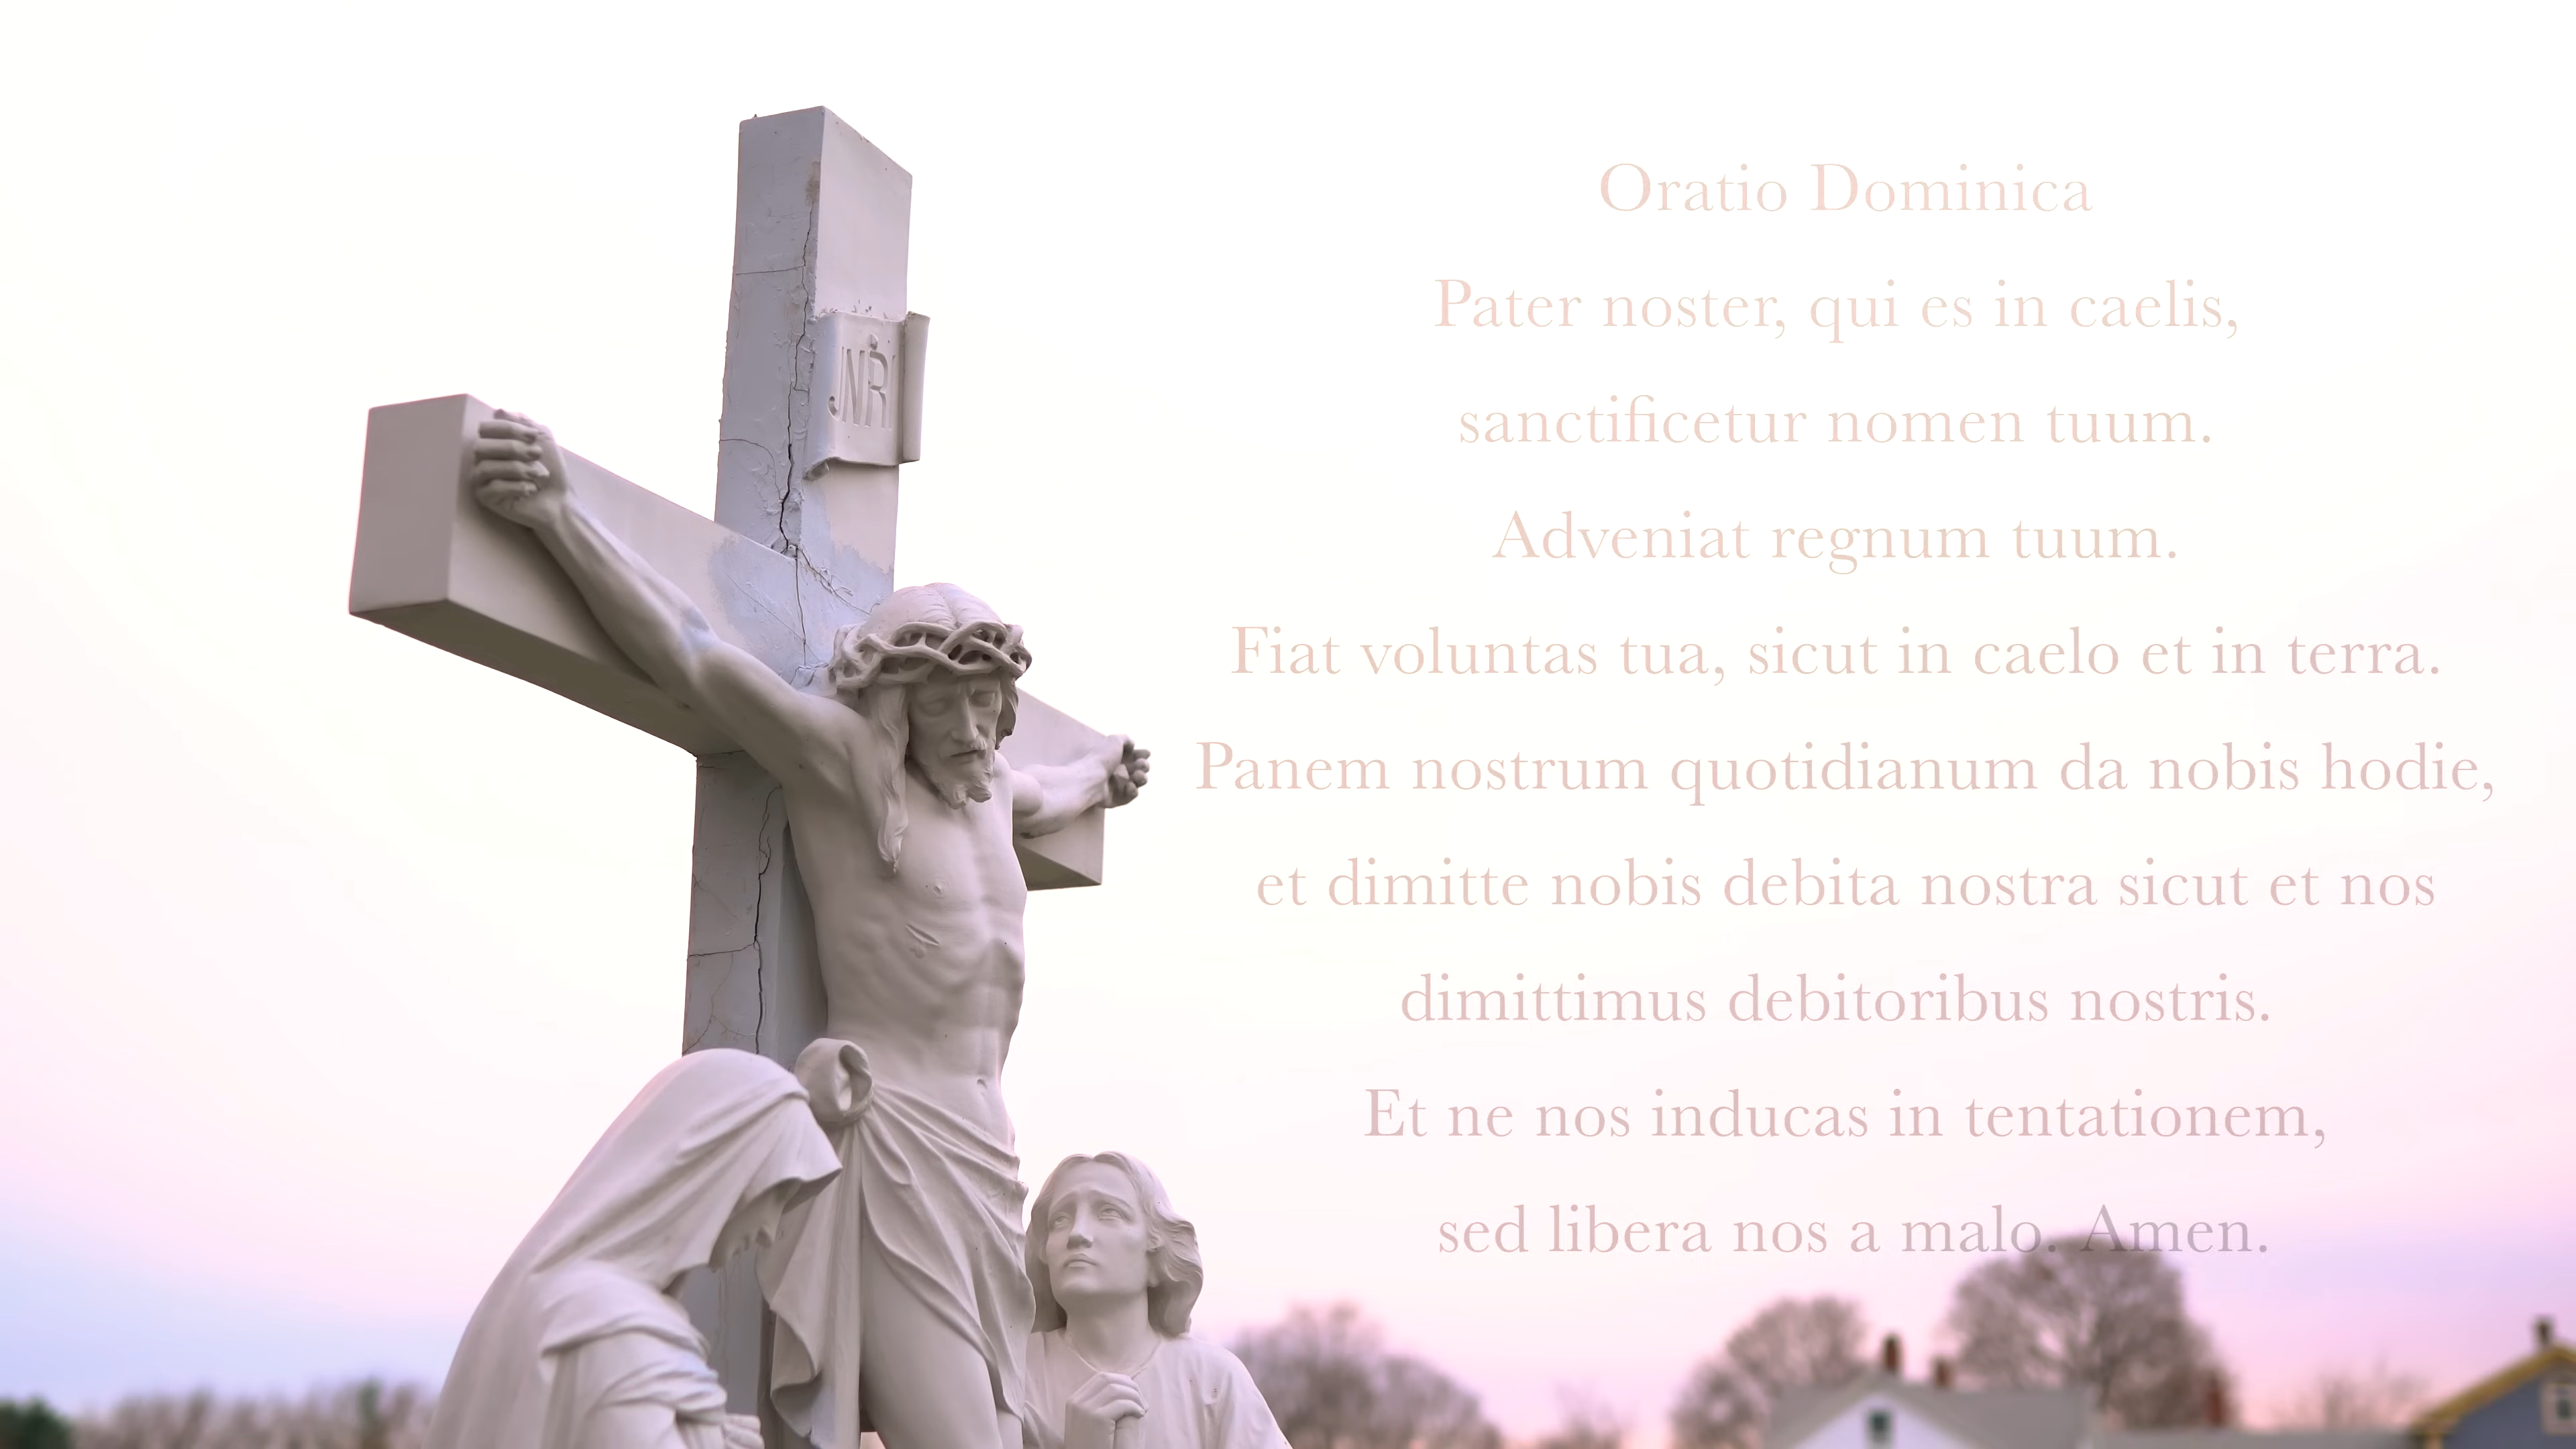 JNRI
Oratio Dominica
Pater noster, qui es in caelis,
sanctificetur nomen tuum.
Adveniat regnum tuum.
Fiat voluntas tua, sicut in caelo et in terra.
Panem nostrum quotidianum da nobis hodie,
et dimitte nobis debita nostra sicut et nos
dimittimus debitoribus nostris.
Et ne nos inducas in tentationem,
sed libera nos a malo. Amen.